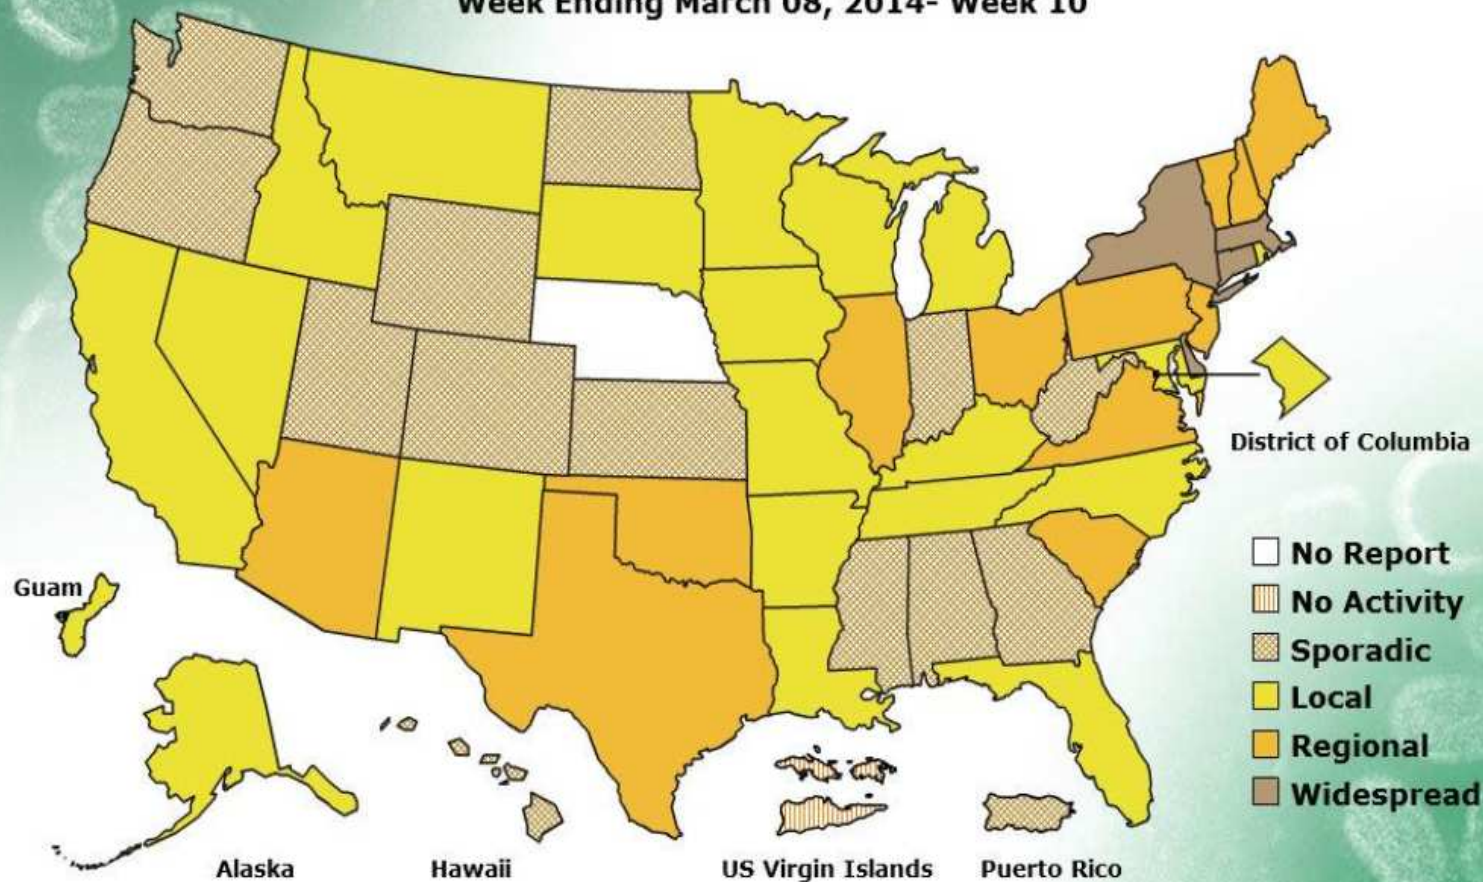 Week Ending March 08, 2014- Week 10
District of Columbia
No Report
No Activity
Sporadic
Local
Regional
Widespread
Guam
Alaska
Hawaii
US Virgin Islands
Puerto Rico